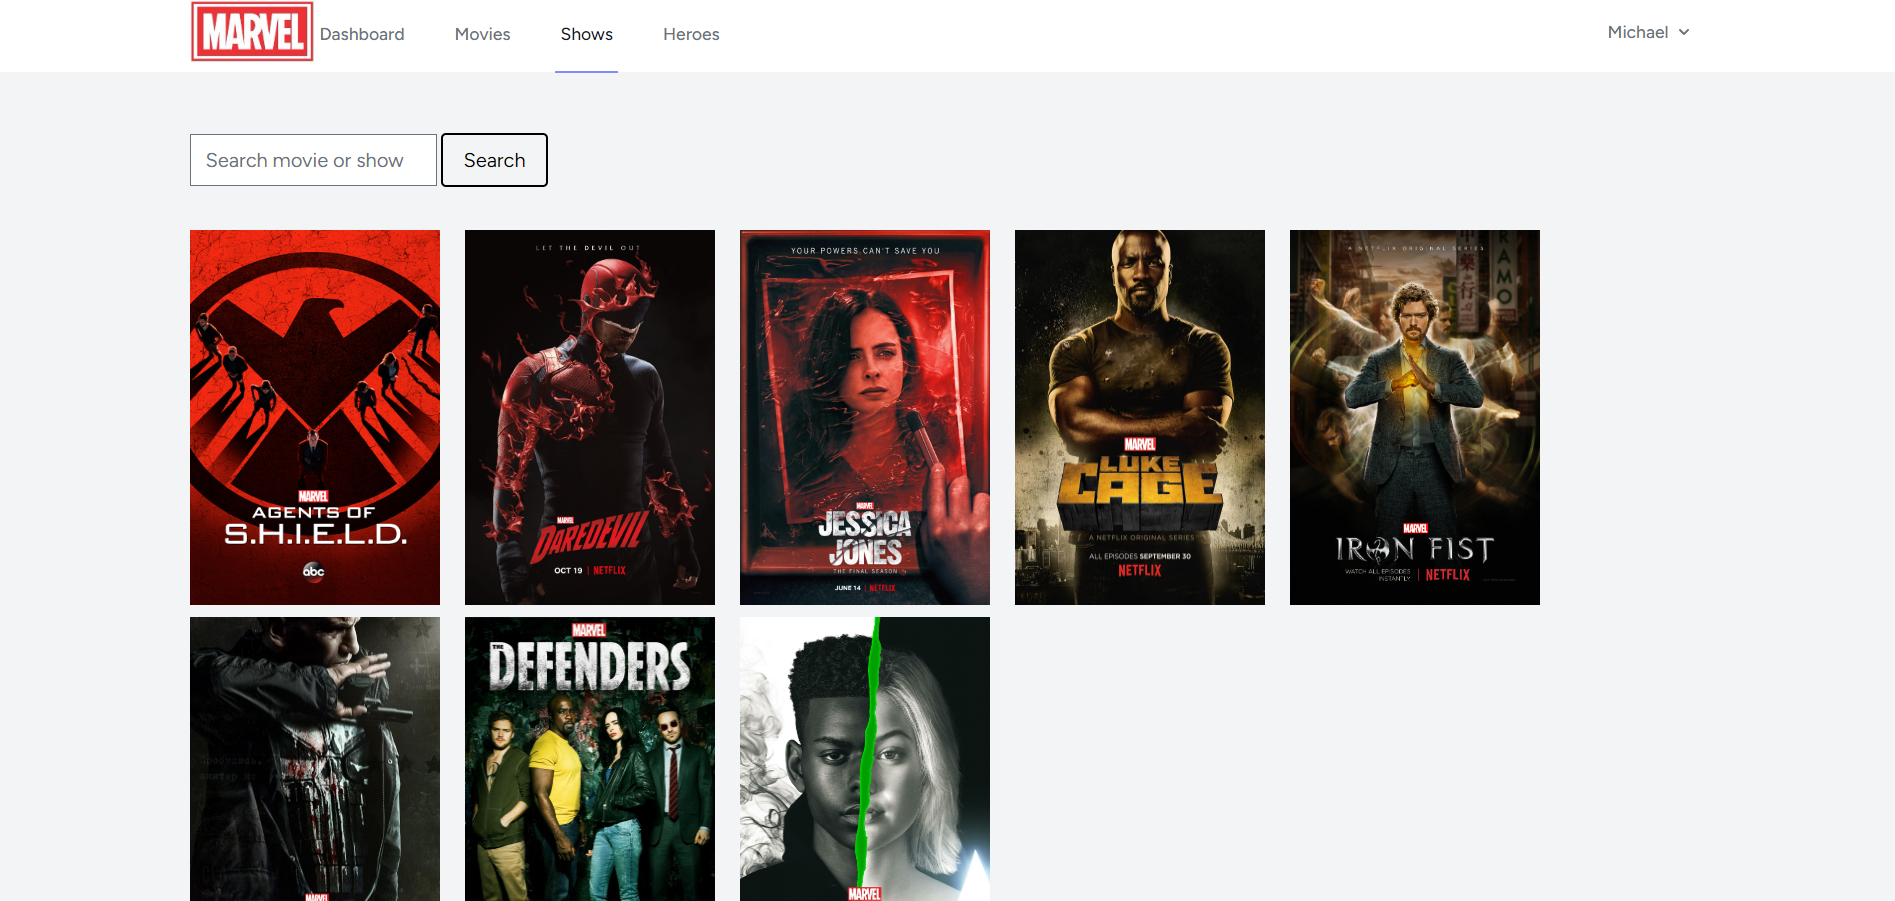 MARVEL
Dashboard
Movies
Shows
Heroes
Michael
Search movie or show
Search
MARVEL
AGENTS OF
S.H.I.E.L.D.
abc
LET THE DEVIL OUT
MARVEL
DAREDEVIL
OCT 19 | NETFLIX
YOUR POWERS CAN'T SAVE YOU
MARVEL
JESSICA
JONES
THE FINAL SEASON
JUNE 14 | NETFLIX
MARVEL
LUKE
CAGE
A NETFLIX ORIGINAL SERIES
ALL EPISODES SEPTEMBER 30
NETFLIX
A NETFLIX ORIGINAL SERIES
RAMO
MARVEL
IRON FIST
WATCH ALL EPISODES
INSTANTLY | NETFLIX
MARVEL
MARVEL
THE
DEFENDERS
MARVEL